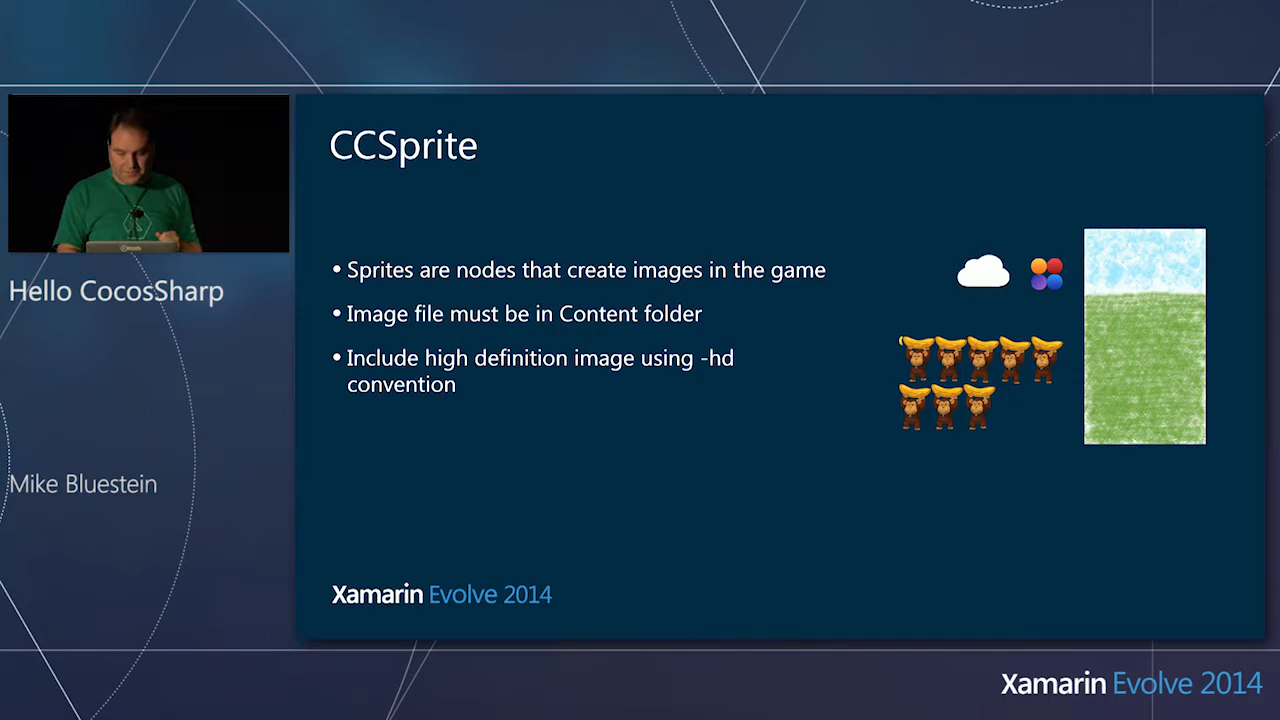 CCSprite
Hello CocosSharp
Mike Bluestein
• Sprites are nodes that create images in the game
• Image file must be in Content folder
• Include high definition image using -hd
convention
Xamarin Evolve 2014
Xamarin Evolve 2014